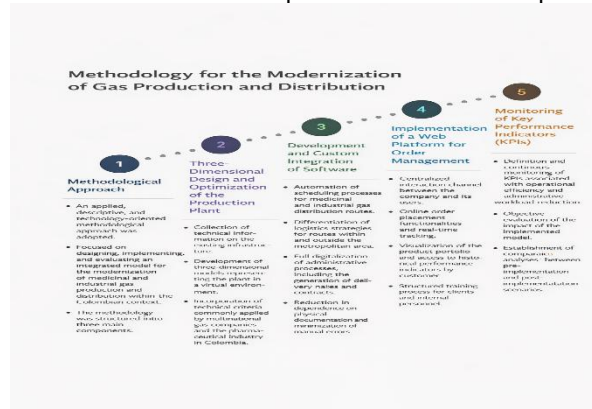 Methodology for the Modernization
of Gas Production and Distribution
1
Methodological
Approach
• An applied,
descriptive, and
technology-oriented
methodological
approach was
adopted.
• Focused on
designing, implementing,
and evaluating an
integrated model for
the modernization
of medicinal and
industrial gas
production and
distribution within the
Colombian context.
• The methodology
was structured into
three main
components.
2
Three-
Dimensional
Design and
Optimization
of the
Production
Plant
• Collection of
technical infor-
mation on the
infrastruc
• Development of
three dimensional
models represen-
ting the plant in
a virtual environ-
ment.
• Incorporation of
technical criteria
commonly applied
by multinational
gas companies
and the pharma-
ceutical industry
in Colombia.
3
Development
and Custom
Integration
of Software
• Automation of
scheduling processes
for medicinal
and industrial gas
distribution routes.
• Differentiation of
logistics strategies
for routes within
and outside the
metropolitan area.
• Full digitalization
of administrative
processes,
including the
generation of deli-
very
contracts.
• Reduction in
dependence on
physical
documentation and
minimization of
manual errors
4
Implementation
of a Web
Platform for
Order
Management
• Centralized
interaction channel
between the
company and its
users.
• Online order
placement
functionalities
and real-time
tracking.
• Visualization of the
product portfolio
and access to histo-
rical performance
indicators by
customer
• Structured training
process for clients
and internal
personnel
5
Monitoring
of Key
Performance
Indicators
(KPIs)
• Definition and
continuous
monitoring of
KPIs associated
with operational
efficiency and
administrative
workload reduction
• Objective
evaluation of the
impact of the
implemented
model.
• Establishment of
analyses between
pre-
implementation
and post-
scenarios